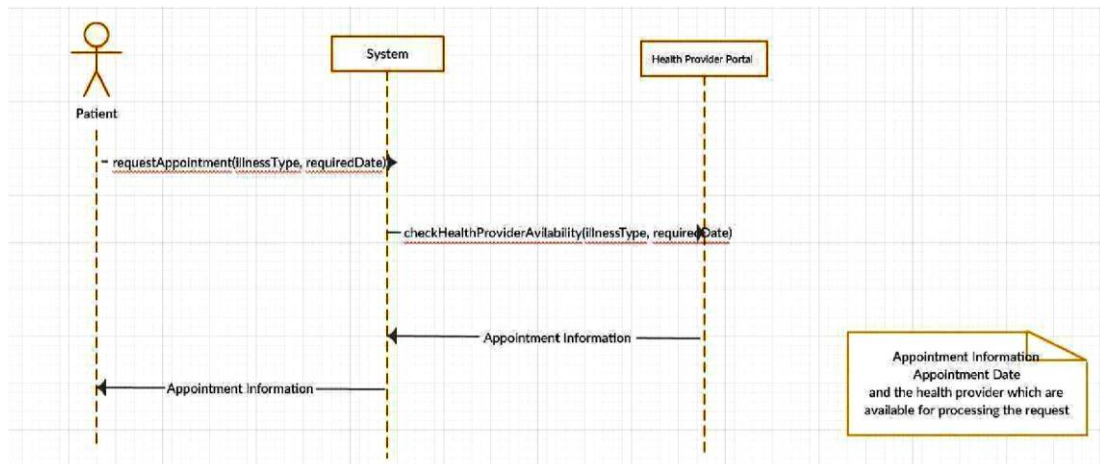 System
Health Provider Portal
Patient
requestAppointment(illnessType, requiredDate)
checkHealthProviderAvilability(illnessType, requiredDate)
Appointment Information
Appointment Information
Appointment Information
Appointment Date
and the health provider which are
available for processing the request